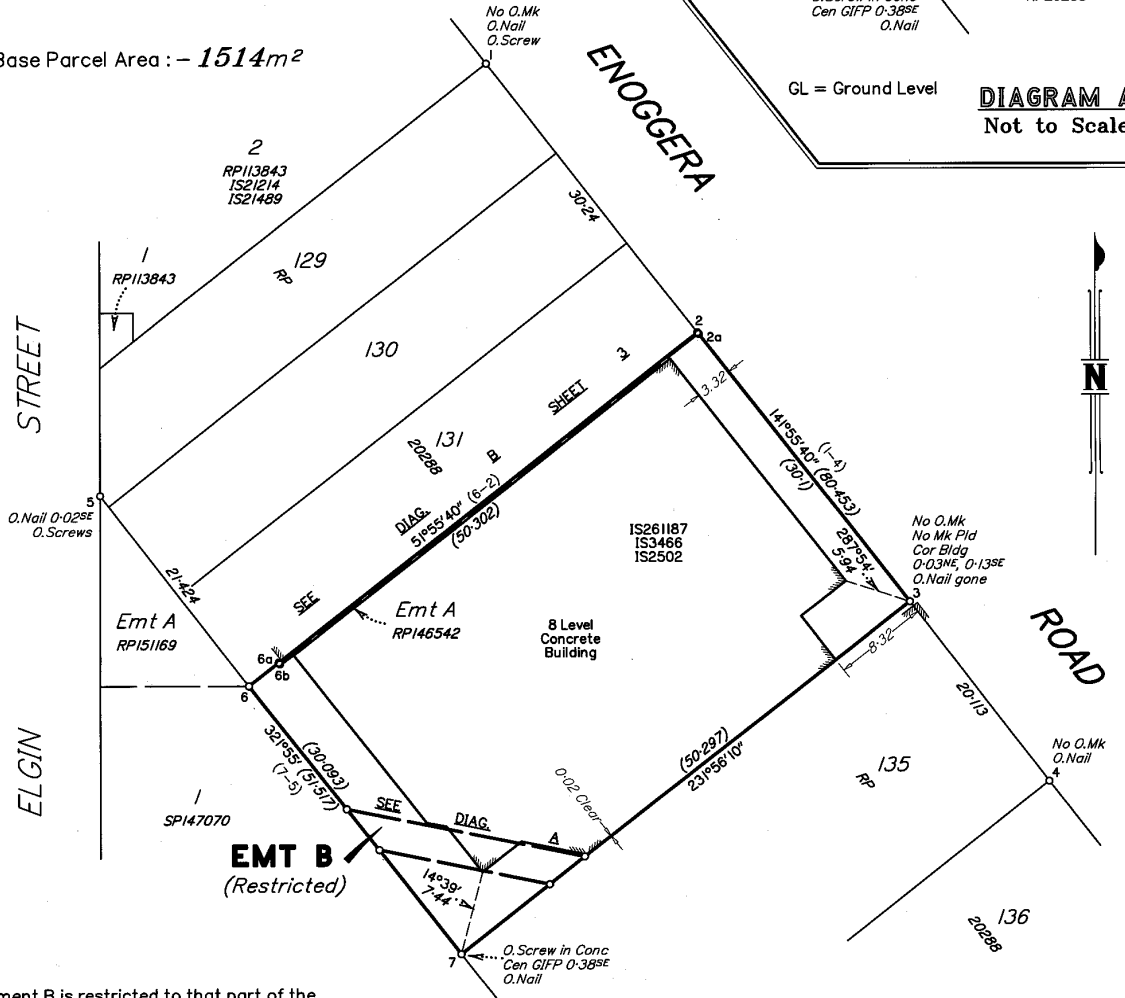 No O.Mk
O.Nail
O.Screw
Cen GIFP 0·38SE
O.Nail
Base Parcel Area :– 1514m²
GL = Ground Level
DIAGRAM A
Not to Scale
ENOGGERA
2
RP113843
IS21214
IS21489
30·24
1
RP113843
129
RP
130
STREET
2
2a
3.32
N
131
20288
SEE DIAG. B SHEET 3
51°55'40" (6-2)
(50·302)
141°55'40" (80·453)
(1-4)
(30·1)
5
O.Nail 0·02SE
O.Screws
IS261187
IS3466
IS2502
287°54'
5·94
No O.Mk
No Mk Pld
Cor Bldg
0·03NE, 0·13SE
O.Nail gone
3
21·424
Emt A
RP151169
Emt A
RP146542
8 Level
Concrete
Building
8·32
ROAD
6a
6b
6
20·113
321°55' (51·517)
(30·093)
(7-5)
(50·297)
231°56'10"
No O.Mk
O.Nail
4
135
RP
ELGIN
0·02 Clear
1
SP147070
SEE DIAG. A
EMT B
(Restricted)
14°39'
7·44
136
20288
7
O.Screw in Conc
Cen GIFP 0·38SE
O.Nail
ment B is restricted to that part of the